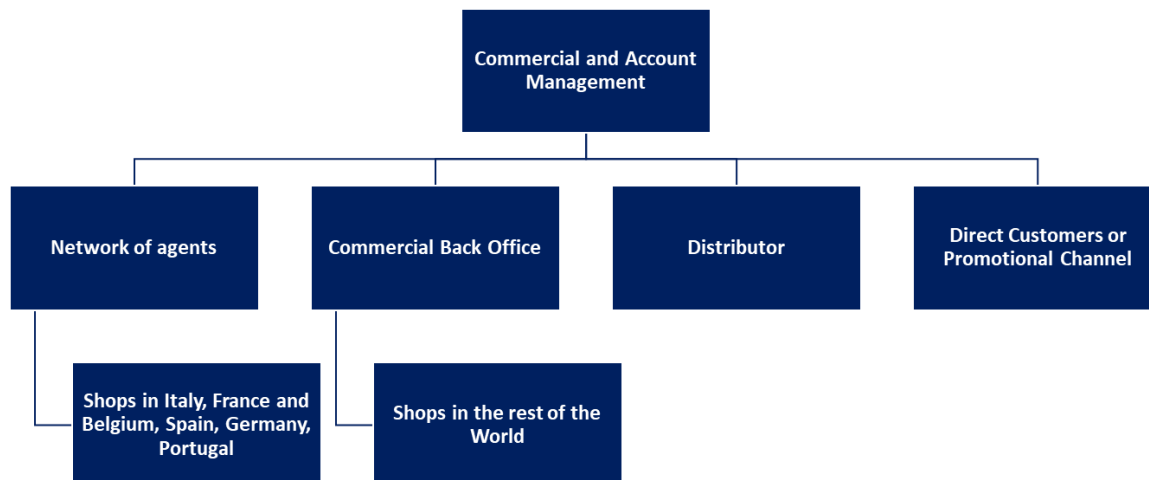 Commercial and Account
Management
Network of agents
Commercial Back Office
Distributor
Direct Customers or
Promotional Channel
Shops in Italy, France and
Belgium, Spain, Germany,
Portugal
Shops in the rest of the
World